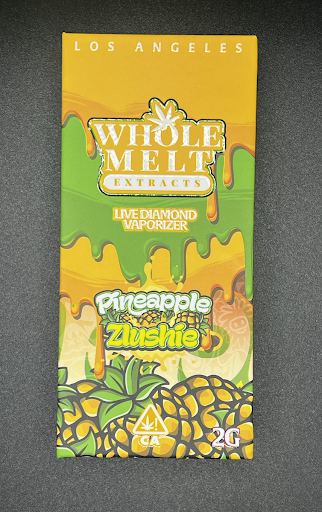 LOS ANGELES
WHOLE
MELT
EXTRACTS
LIVE DIAMOND
VAPORIZER
Pineapple
Zlushie
CA
2G